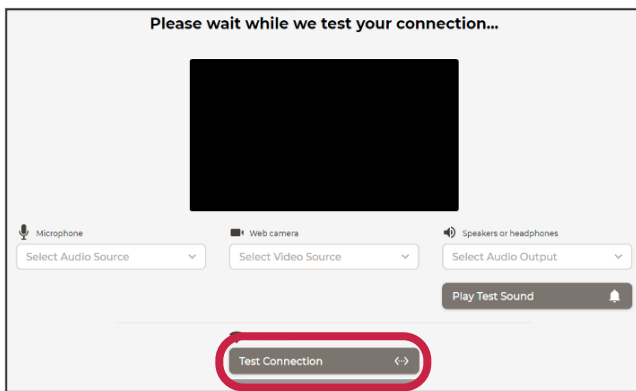 Please wait while we test your connection...
Microphone
Web camera
Speakers or headphones
Select Audio Source
Select Video Source
Select Audio Output
Play Test Sound
Test Connection